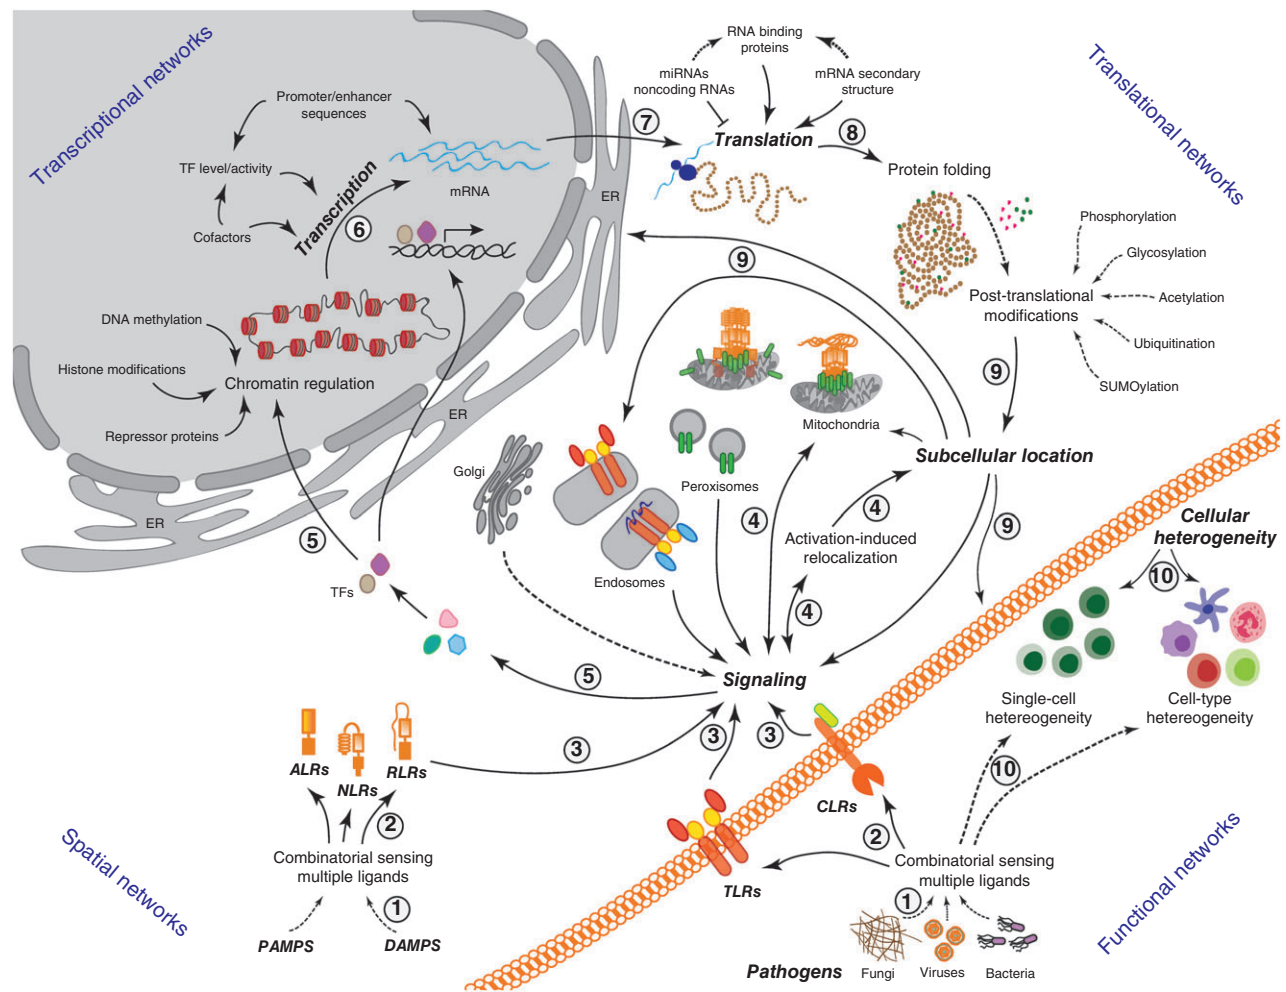 Transcriptional networks
Promoter/enhancer
sequences
TF level/activity
Cofactors
Transcription
6
mRNA
DNA methylation
Histone modifications
Repressor proteins
Chromatin regulation
ER
ER
ER
7
RNA binding
proteins
miRNAs
noncoding RNAs
mRNA secondary
structure
Translation
8
Protein folding
Translational networks
Phosphorylation
Glycosylation
Acetylation
Ubiquitination
SUMOylation
Post-translational
modifications
9
9
9
Subcellular location
Mitochondria
Peroxisomes
Golgi
Endosomes
4
4
4
Activation-induced
relocalization
5
TFs
5
Signaling
3
3
3
ALRs
NLRs
RLRs
2
Combinatorial sensing
multiple ligands
1
PAMPS
DAMPS
Spatial networks
TLRs
CLRs
2
Combinatorial sensing
multiple ligands
1
Pathogens
Fungi
Viruses
Bacteria
Functional networks
Cellular
heterogeneity
10
Single-cell
hetereogeneity
Cell-type
hetereogeneity
10